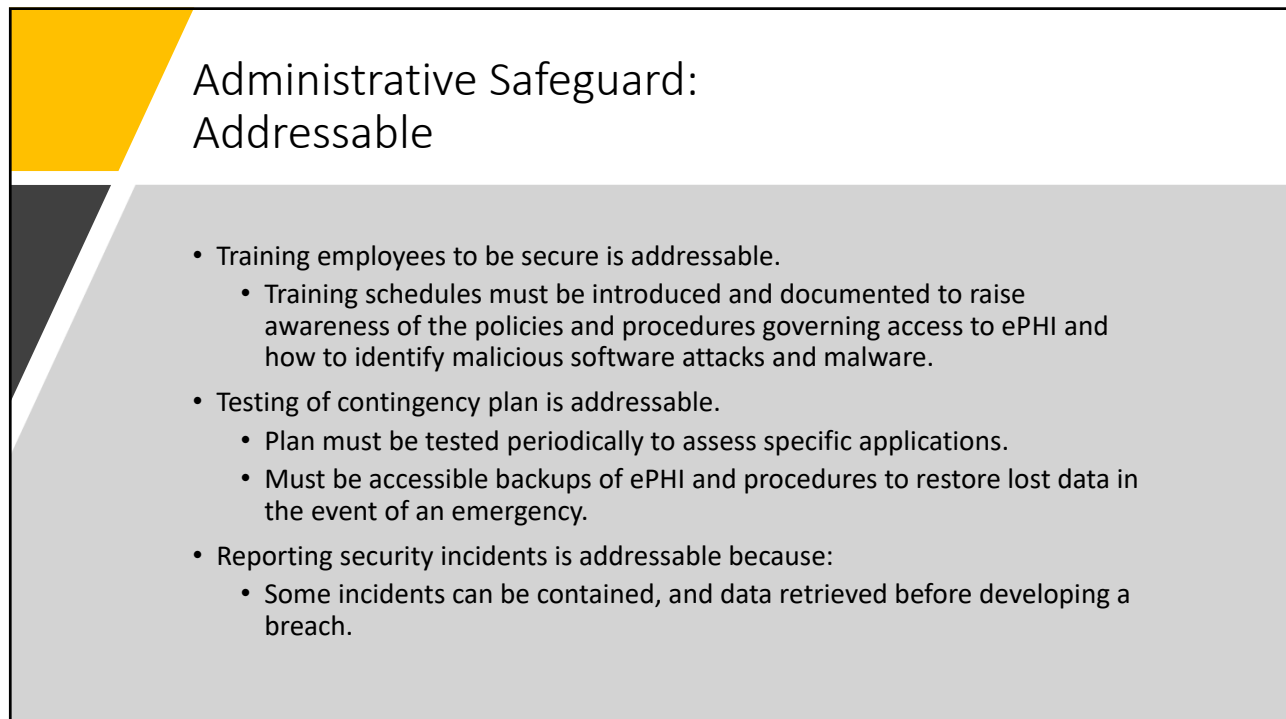 Administrative Safeguard:
Addressable
• Training employees to be secure is addressable.
• Training schedules must be introduced and documented to raise
awareness of the policies and procedures governing access to ePHI and
how to identify malicious software attacks and malware.
• Testing of contingency plan is addressable.
• Plan must be tested periodically to assess specific applications.
• Must be accessible backups of ePHI and procedures to restore lost data in
the event of an emergency.
• Reporting security incidents is addressable because:
• Some incidents can be contained, and data retrieved before developing a
breach.